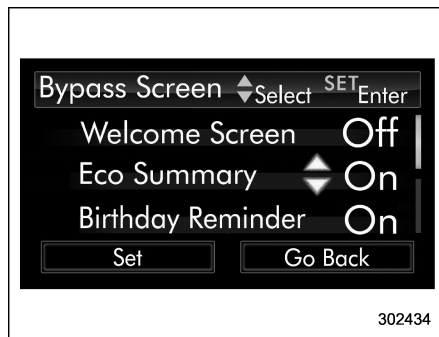 Bypass Screen Select SET Enter
Welcome Screen Off
Eco Summary On
Birthday Reminder On
Set Go Back
302434